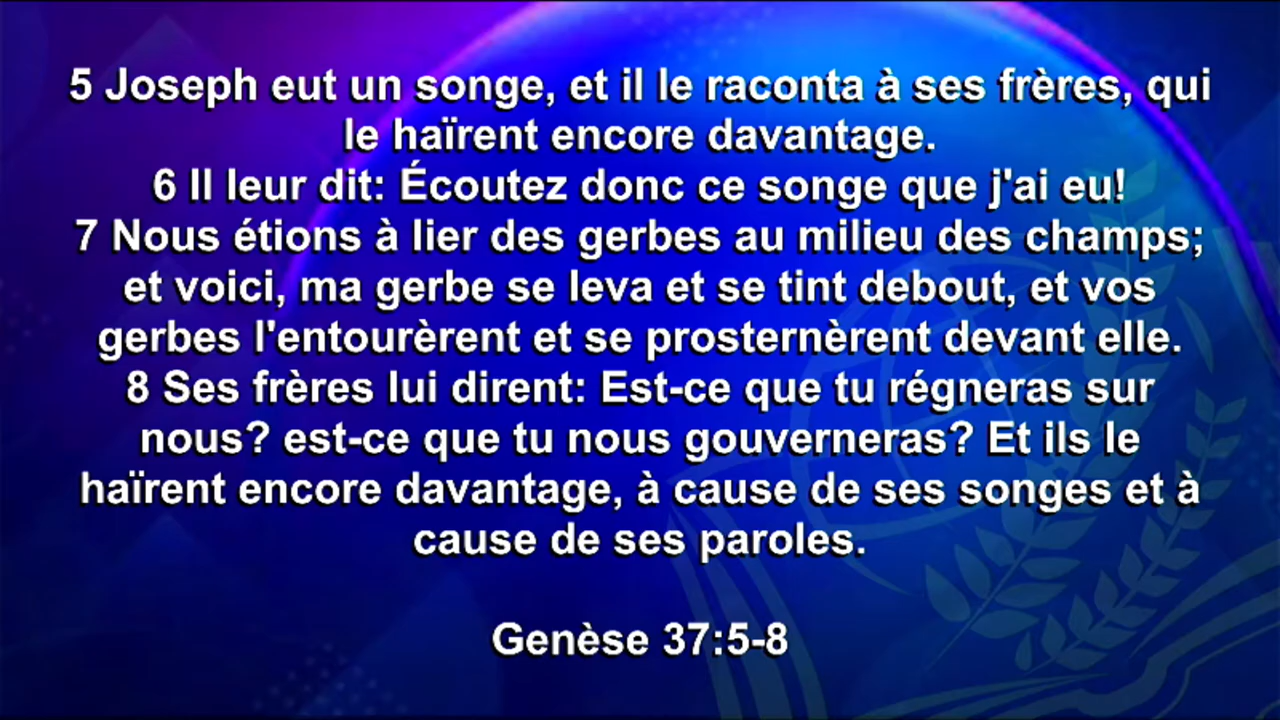 5 Joseph eut un songe, et il le raconta à ses frères, qui
le haïrent encore davantage.
6 Il leur dit: Écoutez donc ce songe que j'ai eu!
7 Nous étions à lier des gerbes au milieu des champs;
et voici, ma gerbe se leva et se tint debout, et vos
gerbes l'entourèrent et se prosternèrent devant elle.
8 Ses frères lui dirent: Est-ce que tu régneras sur
nous? est-ce que tu nous gouverneras? Et ils le
haïrent encore davantage, à cause de ses songes et à
cause de ses paroles.
Genèse 37:5-8